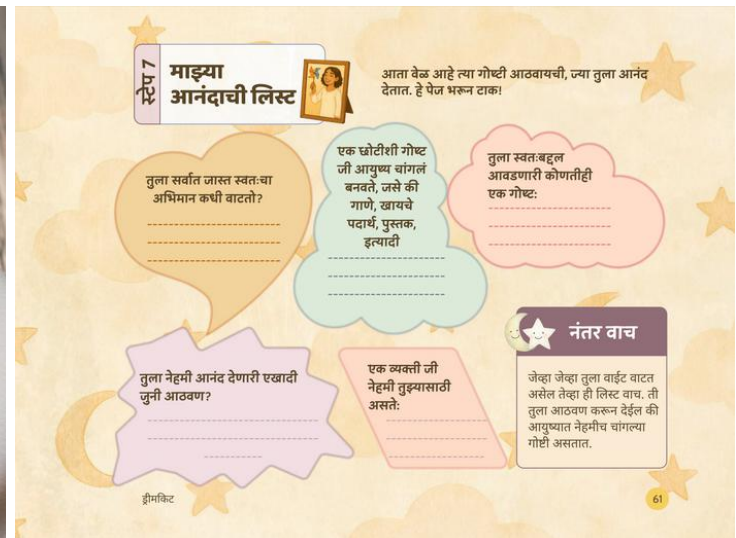 स्टेप 7
माझ्या
आनंदाची लिस्ट
आता वेळ आहे त्या गोष्टी आठवायची, ज्या तुला आनंद
देतात. हे पेज भरून टाक!
तुला सर्वात जास्त स्वतःचा
अभिमान कधी वाटतो?
एक छोटीशी गोष्ट
जी आयुष्य चांगलं
बनवते, जसे की
गाणे, खायचे
पदार्थ, पुस्तक,
इत्यादी
तुला स्वतःबद्दल
आवडणारी कोणतीही
एक गोष्ट:
तुला नेहमी आनंद देणारी एखादी
जुनी आठवण?
एक व्यक्ती जी
नेहमी तुझ्यासाठी
असते:
नंतर वाच
जेव्हा जेव्हा तुला वाईट वाटत
असेल तेव्हा ही लिस्ट वाच. ती
तुला आठवण करून देईल की
आयुष्यात नेहमीच चांगल्या
गोष्टी असतात.
ड्रीमकिट
61